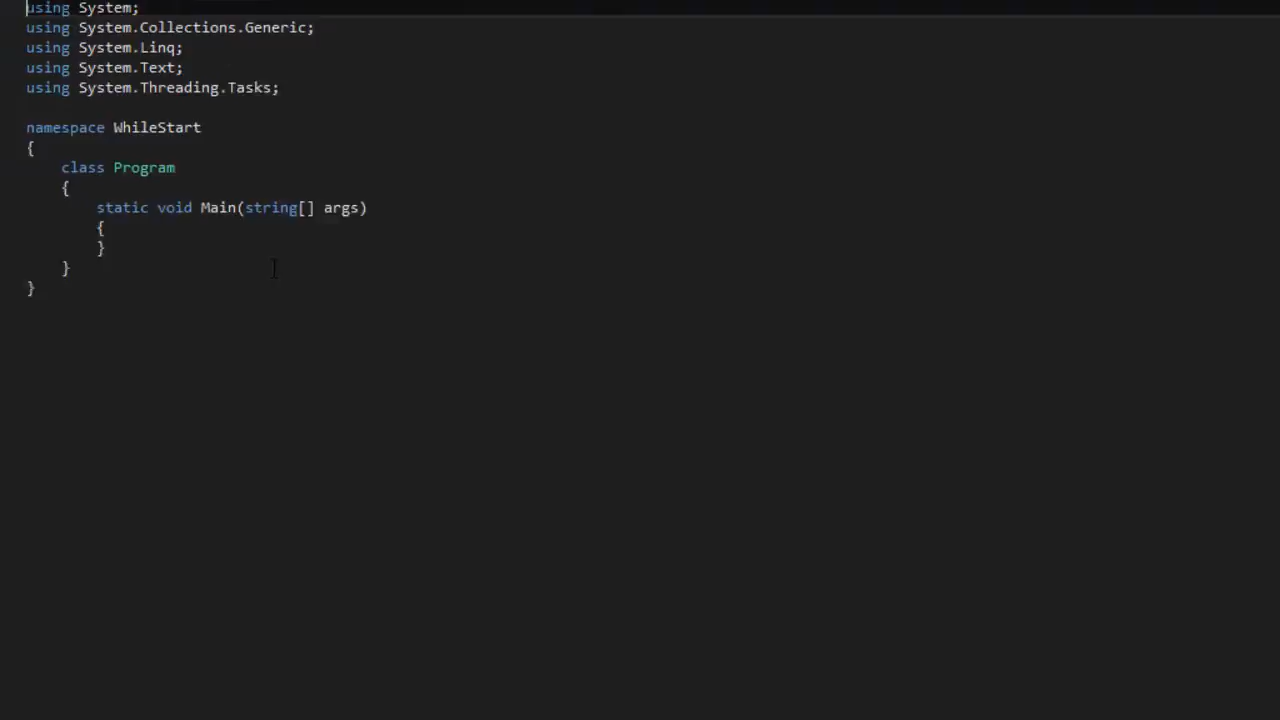 using System;
using System.Collections.Generic;
using System.Linq;
using System.Text;
using System.Threading.Tasks;

namespace WhileStart
{
    class Program
    {
        static void Main(string[] args)
        {
        }
    }
}